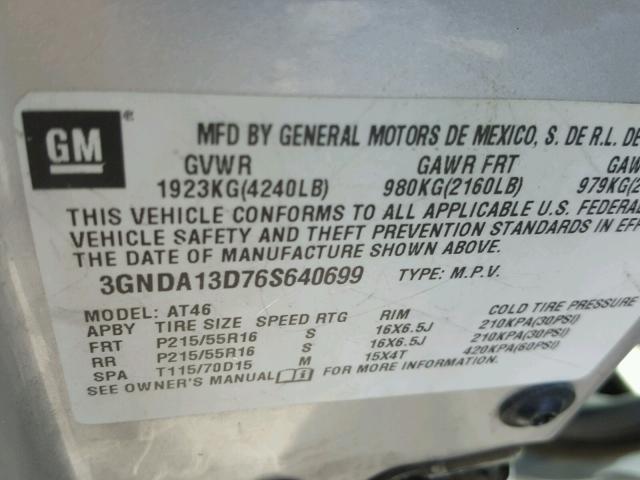 GM
MFD BY GENERAL MOTORS DE MEXICO, S. DE R.L. DE
GVWR GAWR FRT
1923KG(4240LB) 980KG(2160LB)
THIS VEHICLE CONFORMS TO ALL APPLICABLE U.S. FEDERAL
VEHICLE SAFETY AND THEFT PREVENTION STANDARDS IN
THE DATE OF MANUFACTURE SHOWN ABOVE.
3GNDA13D76S640699 TYPE: M.P.V.
MODEL: AT46
APBY TIRE SIZE SPEED RTG RIM COLD TIRE PRESSURE
FRT P215/55R16 S 16X6.5J 210KPA(30PSI)
RR P215/55R16 S 16X6.5J 210KPA(30PSI)
SPA T115/70D15 M 15X4T 420KPA(60PSI)
SEE OWNER'S MANUAL FOR MORE INFORMATION.